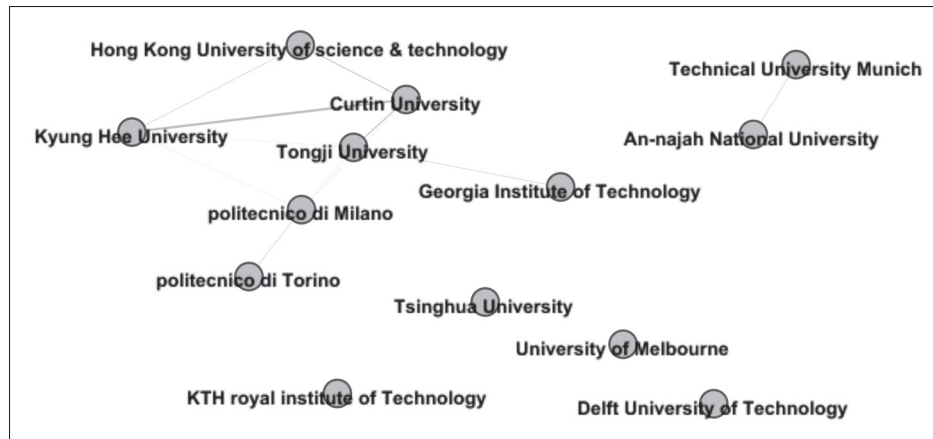 Hong Kong University of science & technology
Technical University Munich
Curtin University
Kyung Hee University
An-najah National University
Tongji University
Georgia Institute of Technology
politecnico di Milano
politecnico di Torino
Tsinghua University
University of Melbourne
KTH royal institute of Technology
Delft University of Technology